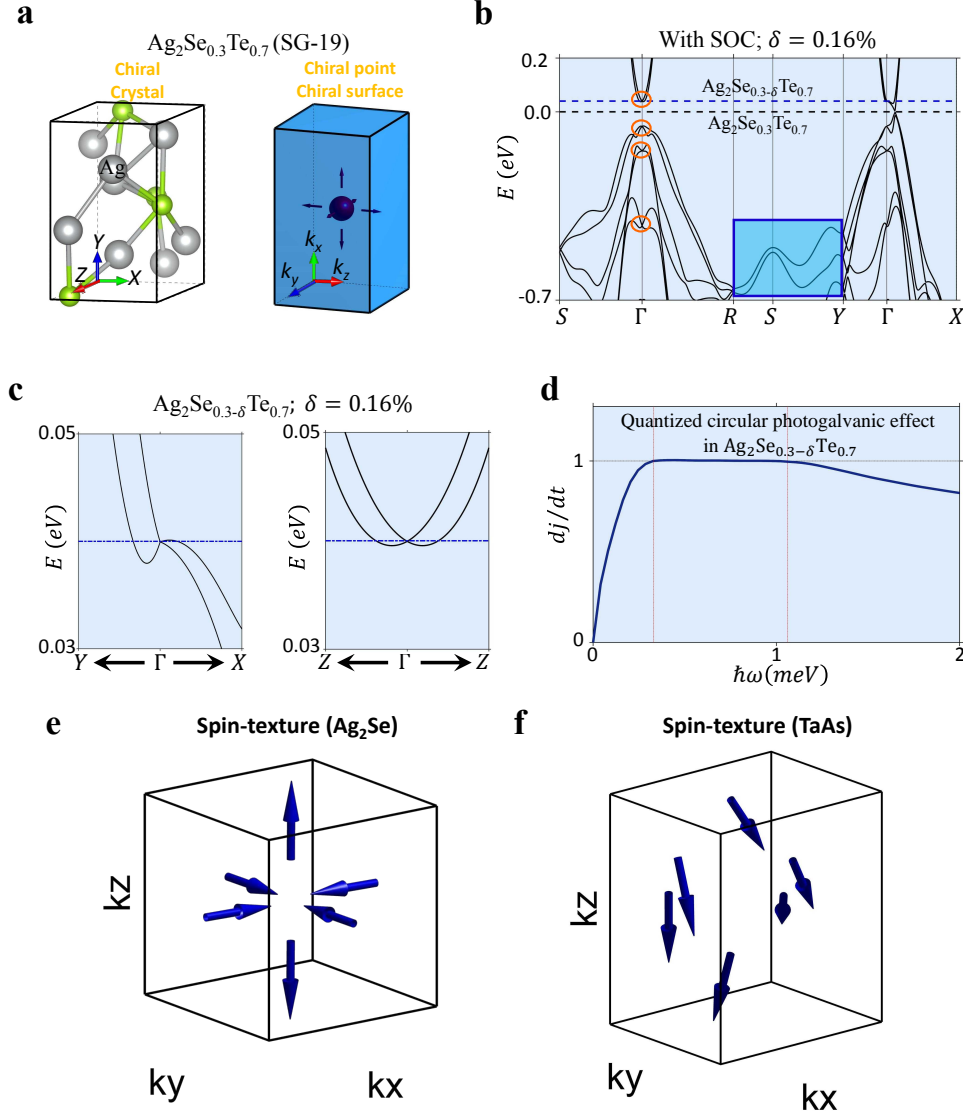 a
Ag₂Se₀.₃Te₀.₇ (SG-19)
Chiral
Crystal
Chiral point
Chiral surface
Ag
Y
Z
X
kₓ
k_y
k_z
b
With SOC; δ = 0.16%
0.2
0.0
-0.7
E (eV)
Ag₂Se₀.₃₋δTe₀.₇
Ag₂Se₀.₃Te₀.₇
S Γ R S Y Γ X
c
Ag₂Se₀.₃₋δTe₀.₇; δ = 0.16%
0.05
E (eV)
0.03
Y Γ X
0.05
E (eV)
0.03
Z Γ Z
d
Quantized circular photogalvanic effect
in Ag₂Se₀.₃₋δTe₀.₇
1
dj/dt
0
0 1 2
ħω(meV)
e
Spin-texture (Ag₂Se)
kz
ky
kx
f
Spin-texture (TaAs)
kz
ky
kx